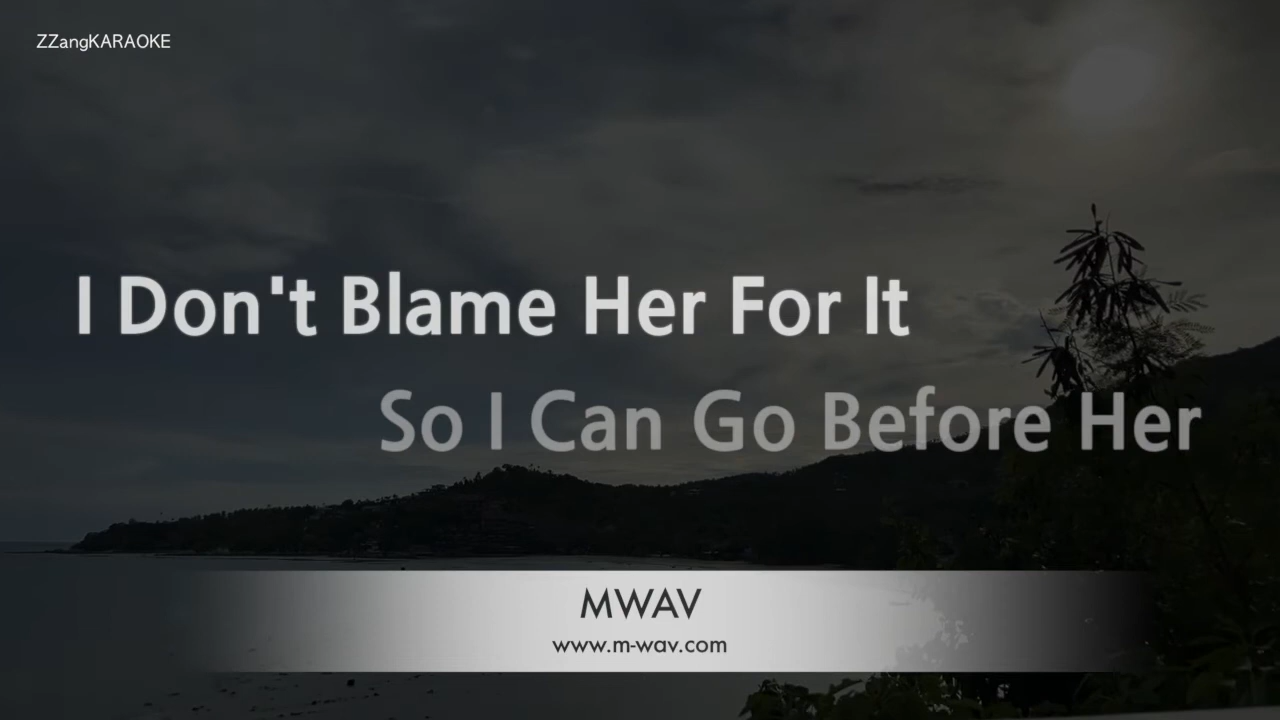 ZZangKARAOKE
I Don't Blame Her For It
So I Can Go Before Her
MWAV
www.m-wav.com